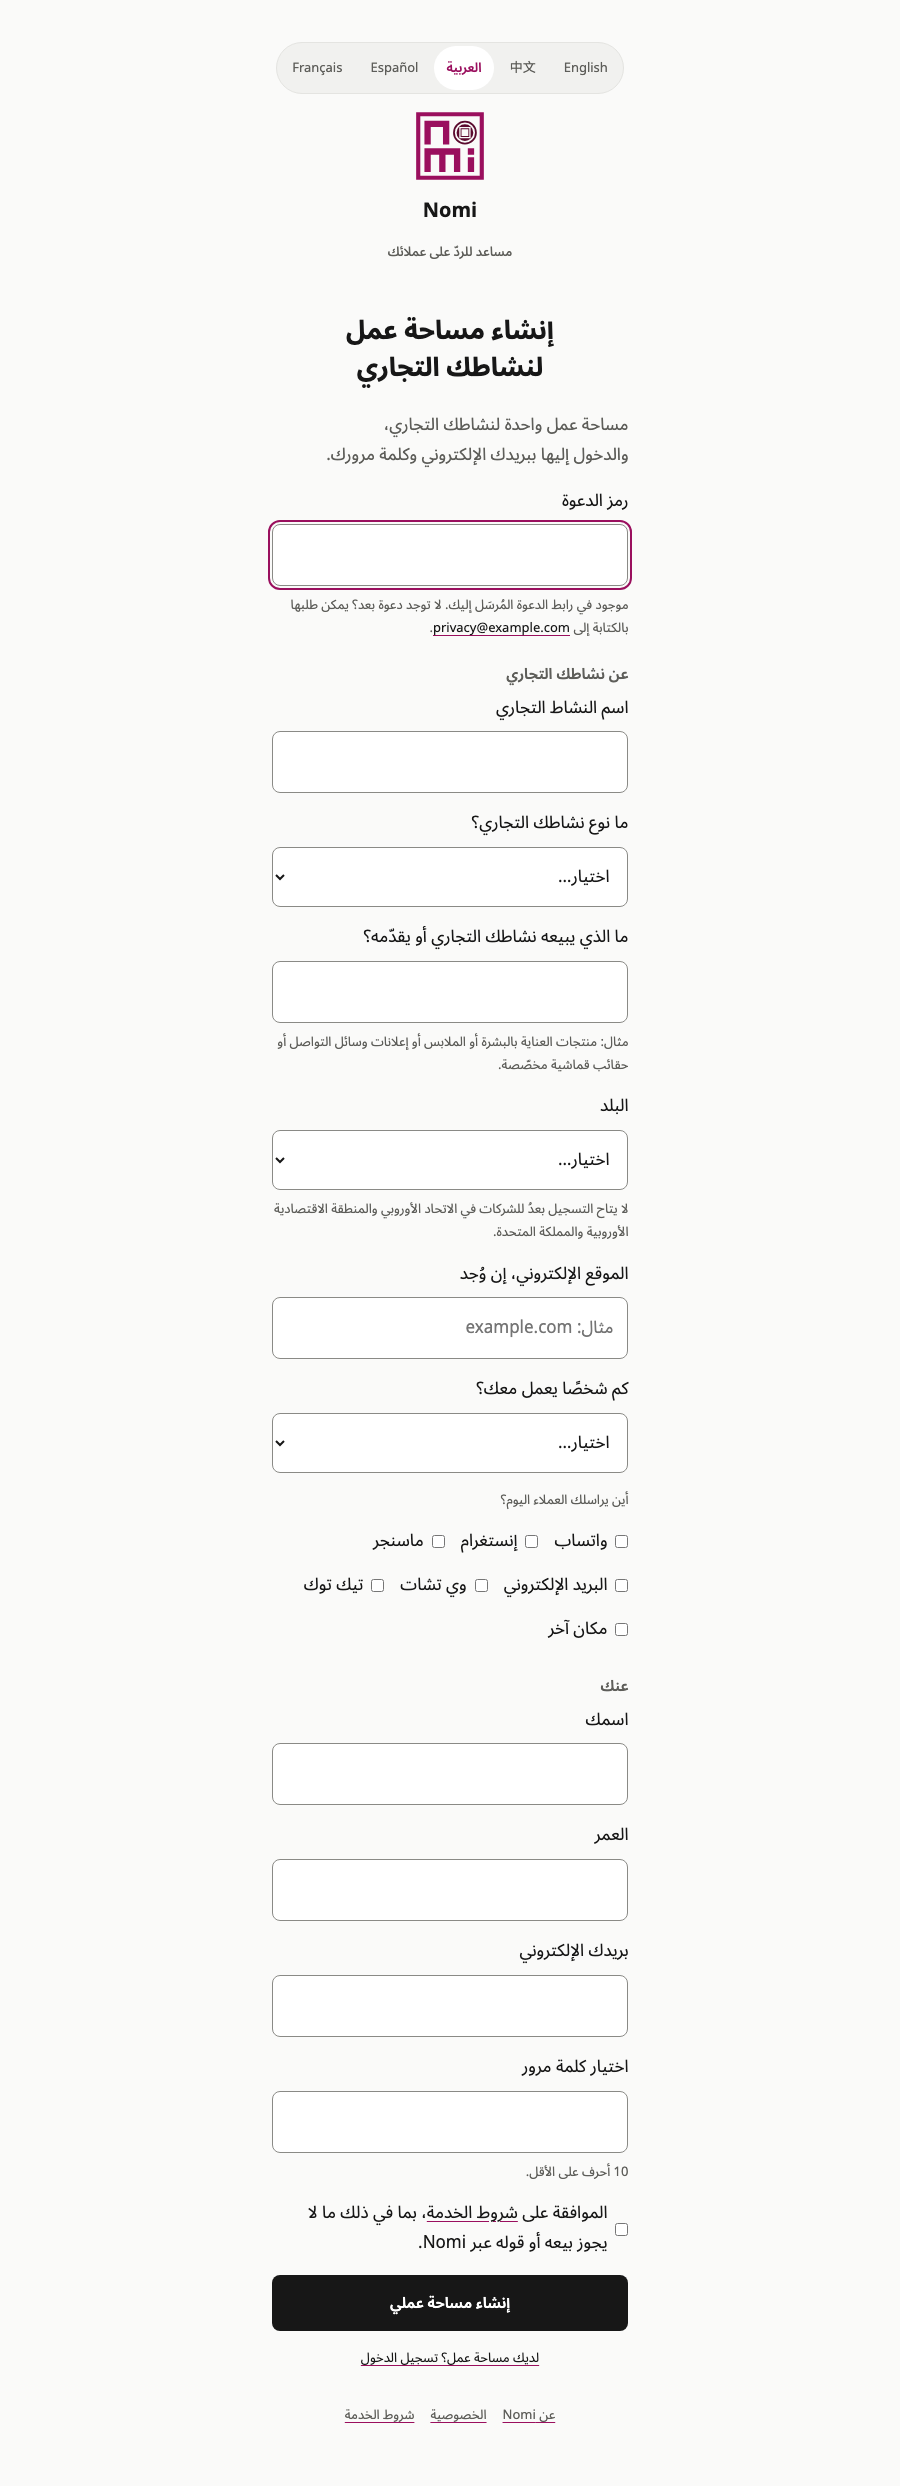 English 中文 العربية Español Français
nomi
Nomi
مساعد للردّ على عملائك
إنشاء مساحة عمل
لنشاطك التجاري
مساحة عمل واحدة لنشاطك التجاري،
والدخول إليها ببريدك الإلكتروني وكلمة مرورك.
رمز الدعوة
موجود في رابط الدعوة المُرسَل إليك. لا توجد دعوة بعد؟ يمكن طلبها
بالكتابة إلى privacy@example.com.
عن نشاطك التجاري
اسم النشاط التجاري
ما نوع نشاطك التجاري؟
اختيار...
ما الذي يبيعه نشاطك التجاري أو يقدّمه؟
مثال: منتجات العناية بالبشرة أو الملابس أو إعلانات وسائل التواصل أو
حقائب قماشية مخصّصة.
البلد
اختيار...
لا يتاح التسجيل بعدُ للشركات في الاتحاد الأوروبي والمنطقة الاقتصادية
الأوروبية والمملكة المتحدة.
الموقع الإلكتروني، إن وُجد
مثال: example.com
كم شخصًا يعمل معك؟
اختيار...
أين يراسلك العملاء اليوم؟
واتساب إنستغرام ماسنجر
البريد الإلكتروني وي تشات تيك توك
مكان آخر
عنك
اسمك
العمر
بريدك الإلكتروني
اختيار كلمة مرور
10 أحرف على الأقل.
الموافقة على شروط الخدمة، بما في ذلك ما لا
يجوز بيعه أو قوله عبر Nomi.
إنشاء مساحة عملي
لديك مساحة عمل؟ تسجيل الدخول
عن Nomi الخصوصية شروط الخدمة